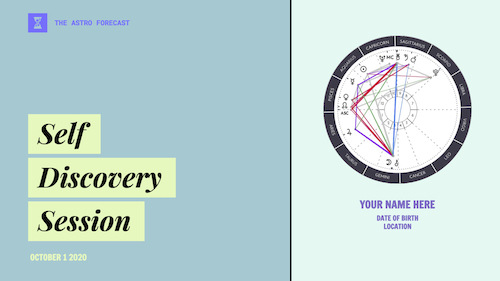 THE ASTRO FORECAST
Self
Discovery
Session
OCTOBER 1 2020
CAPRICORN
SAGITTARIUS
SCORPIO
LIBRA
LEO
CANCER
GEMINI
TAURUS
ARIES
PISCES
AQUARIUS
MC
ASC
YOUR NAME HERE
DATE OF BIRTH
LOCATION